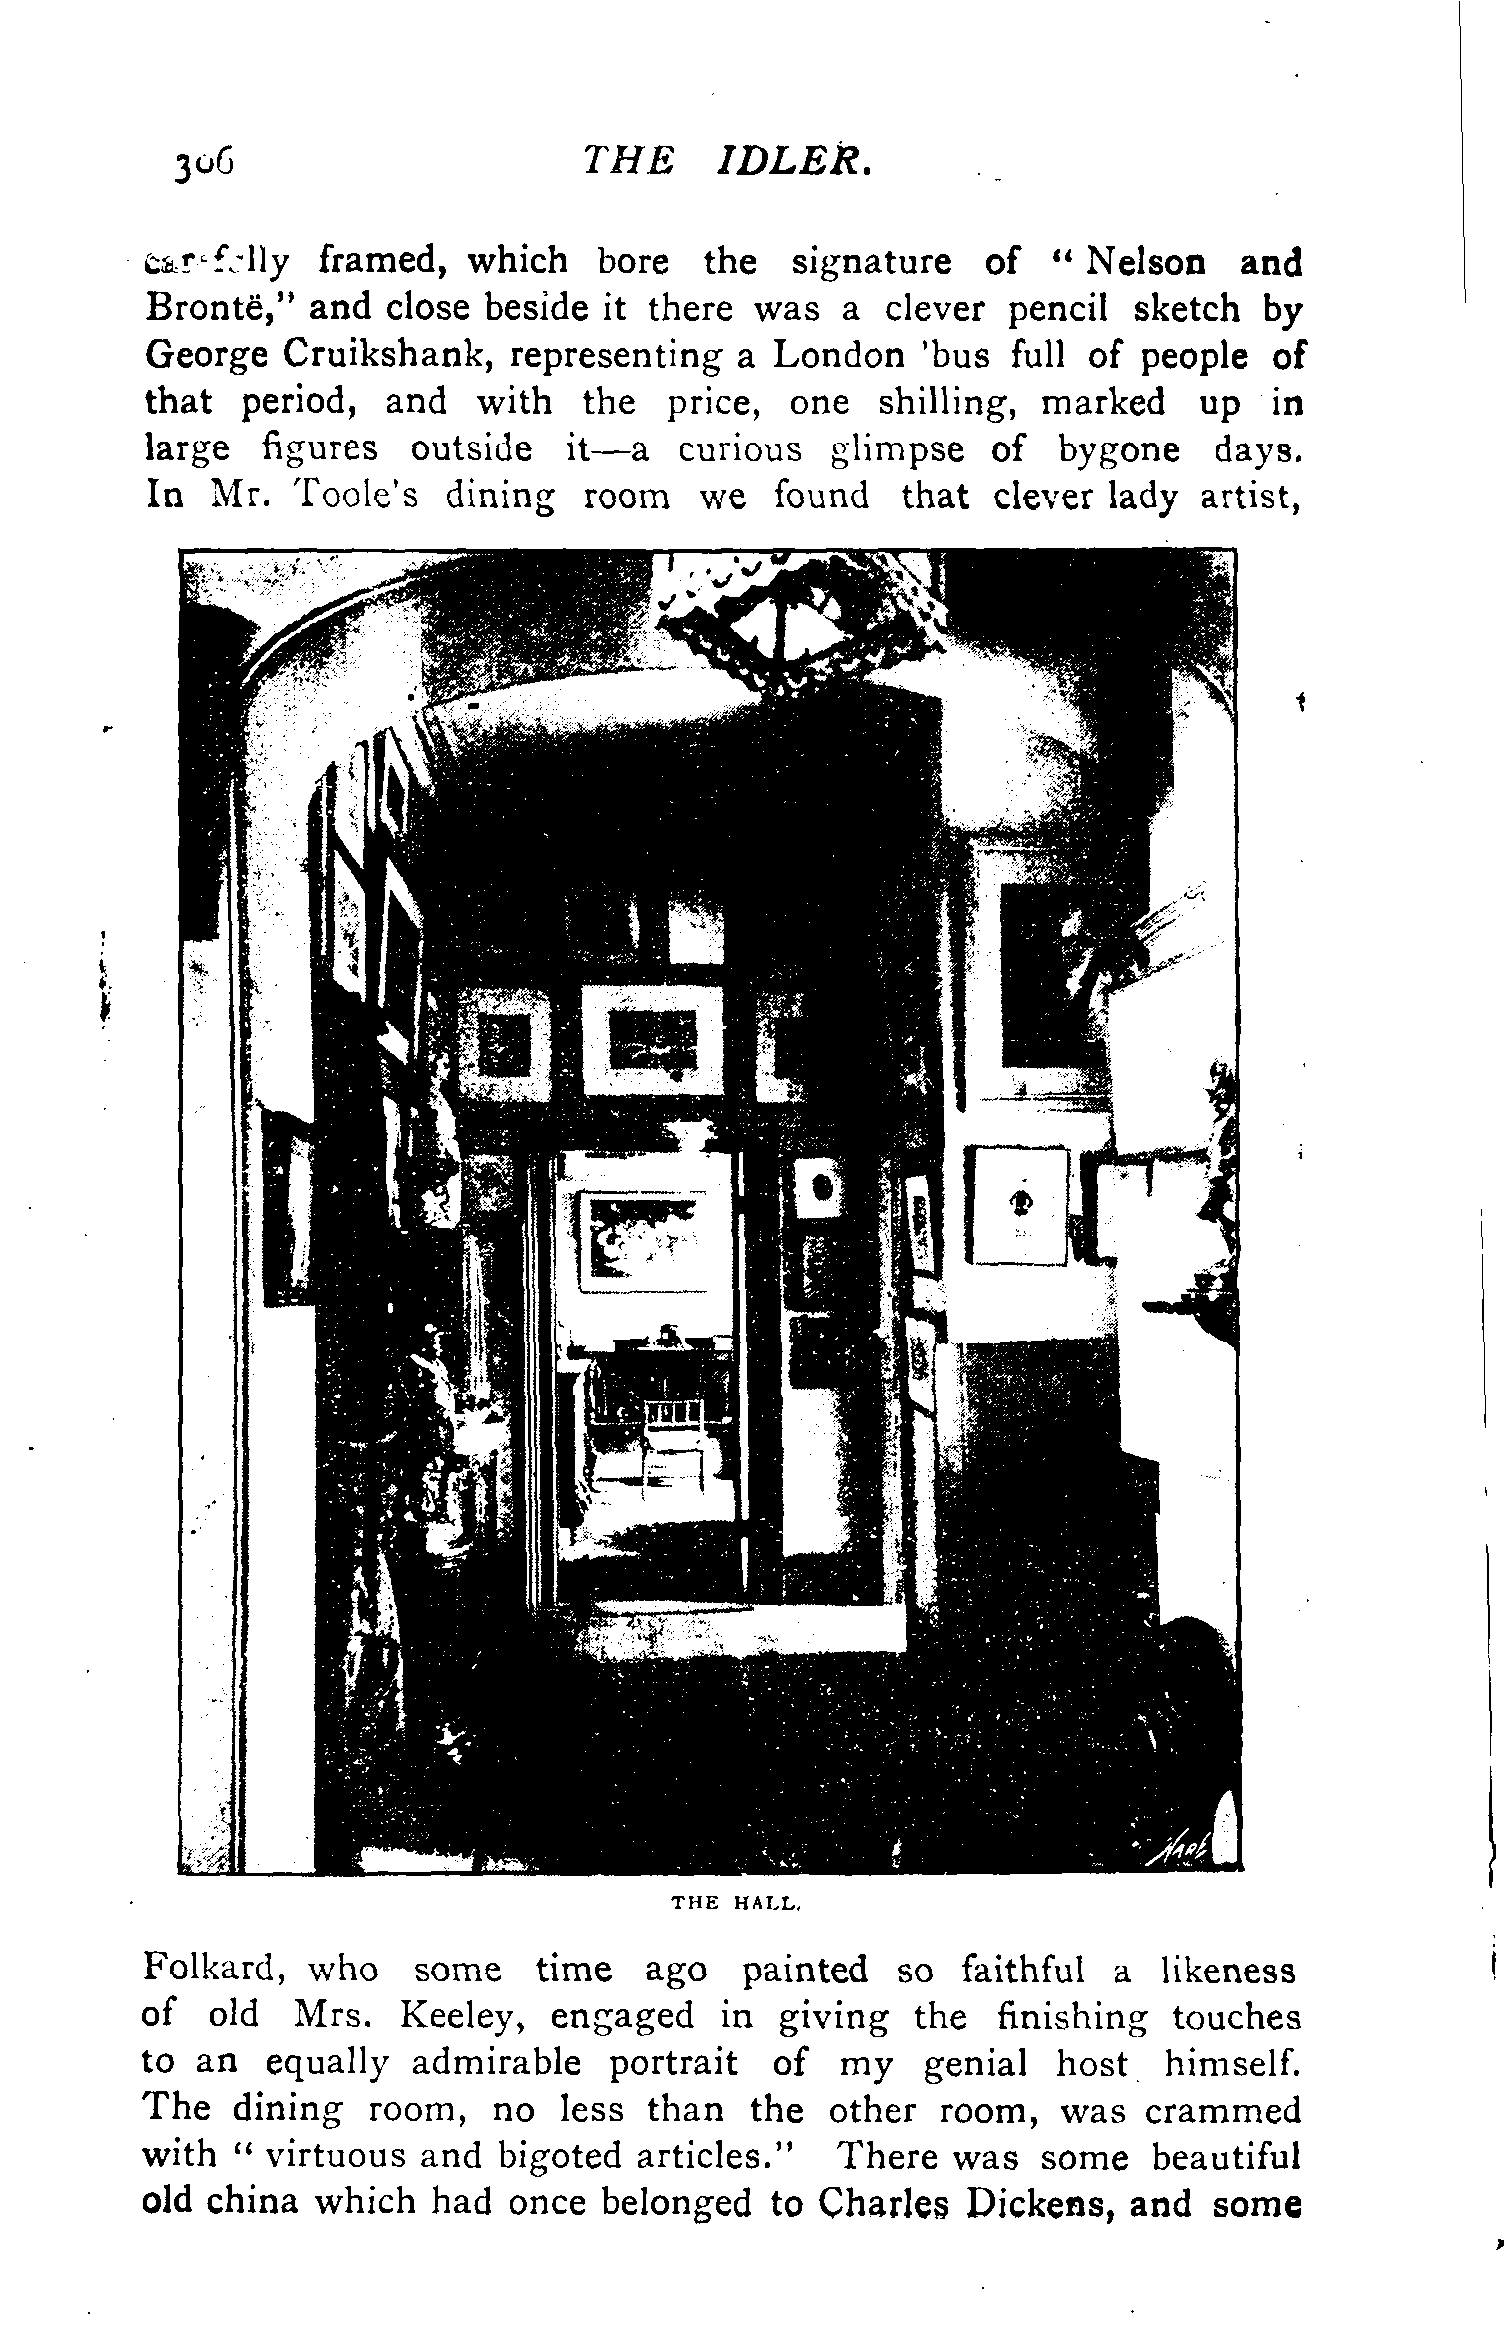 306 THE IDLER.
carefully framed, which bore the signature of “ Nelson and
Brontë,” and close beside it there was a clever pencil sketch by
George Cruikshank, representing a London ’bus full of people of
that period, and with the price, one shilling, marked up in
large figures outside it—a curious glimpse of bygone days.
In Mr. Toole's dining room we found that clever lady artist,
THE HALL.
Folkard, who some time ago painted so faithful a likeness
of old Mrs. Keeley, engaged in giving the finishing touches
to an equally admirable portrait of my genial host himself.
The dining room, no less than the other room, was crammed
with “ virtuous and bigoted articles.” There was some beautiful
old china which had once belonged to Charles Dickens, and some